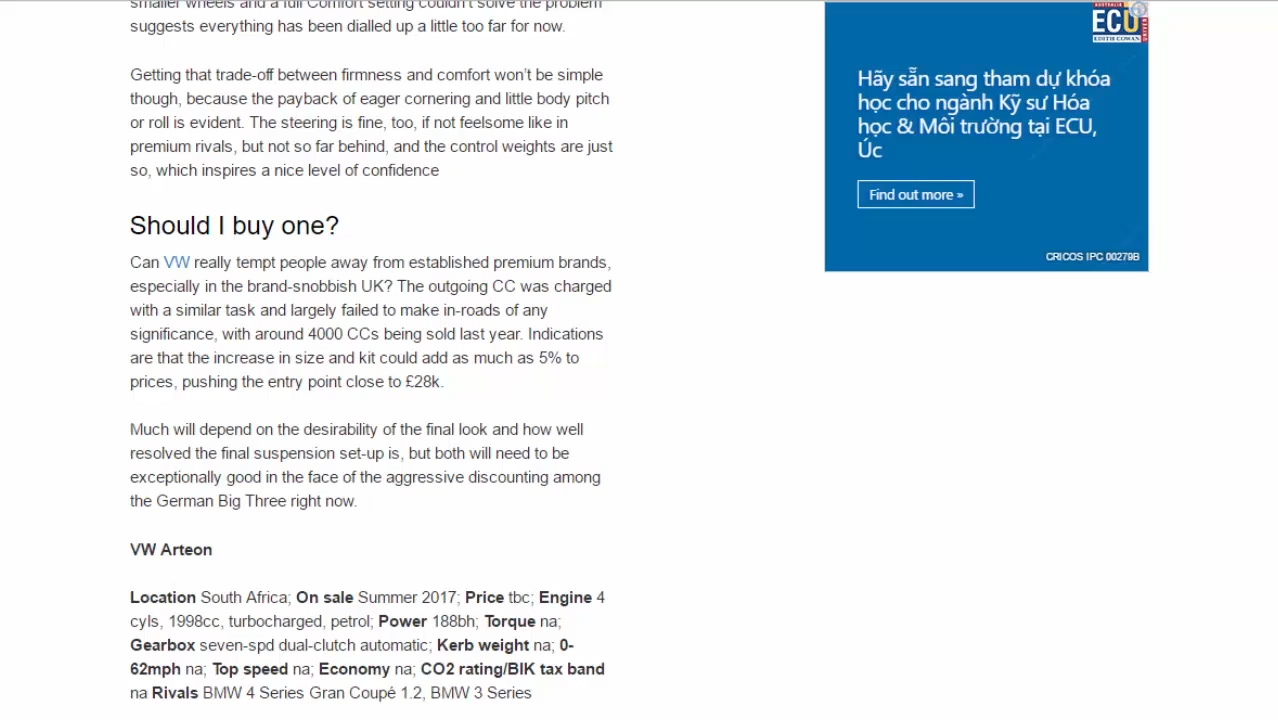 smaller wheels and a full Comfort setting couldn't solve the problem
suggests everything has been dialled up a little too far for now.
Getting that trade-off between firmness and comfort won't be simple
though, because the payback of eager cornering and little body pitch
or roll is evident. The steering is fine, too, if not feelsome like in
premium rivals, but not so far behind, and the control weights are just
so, which inspires a nice level of confidence
Should I buy one?
Can VW really tempt people away from established premium brands,
especially in the brand-snobbish UK? The outgoing CC was charged
with a similar task and largely failed to make in-roads of any
significance, with around 4000 CCs being sold last year. Indications
are that the increase in size and kit could add as much as 5% to
prices, pushing the entry point close to £28k.
Much will depend on the desirability of the final look and how well
resolved the final suspension set-up is, but both will need to be
exceptionally good in the face of the aggressive discounting among
the German Big Three right now.
VW Arteon
Location South Africa; On sale Summer 2017; Price tbc; Engine 4
cyls, 1998cc, turbocharged, petrol; Power 188bh; Torque na;
Gearbox seven-spd dual-clutch automatic; Kerb weight na; 0-
62mph na; Top speed na; Economy na; CO2 rating/BIK tax band
na Rivals BMW 4 Series Gran Coupé 1.2, BMW 3 Series
AUSTRALIA
ECU
EDITH COWAN
Hãy sẵn sang tham dự khóa
học cho ngành Kỹ sư Hóa
học & Môi trường tại ECU,
Úc
Find out more »
CRICOS IPC 00279B